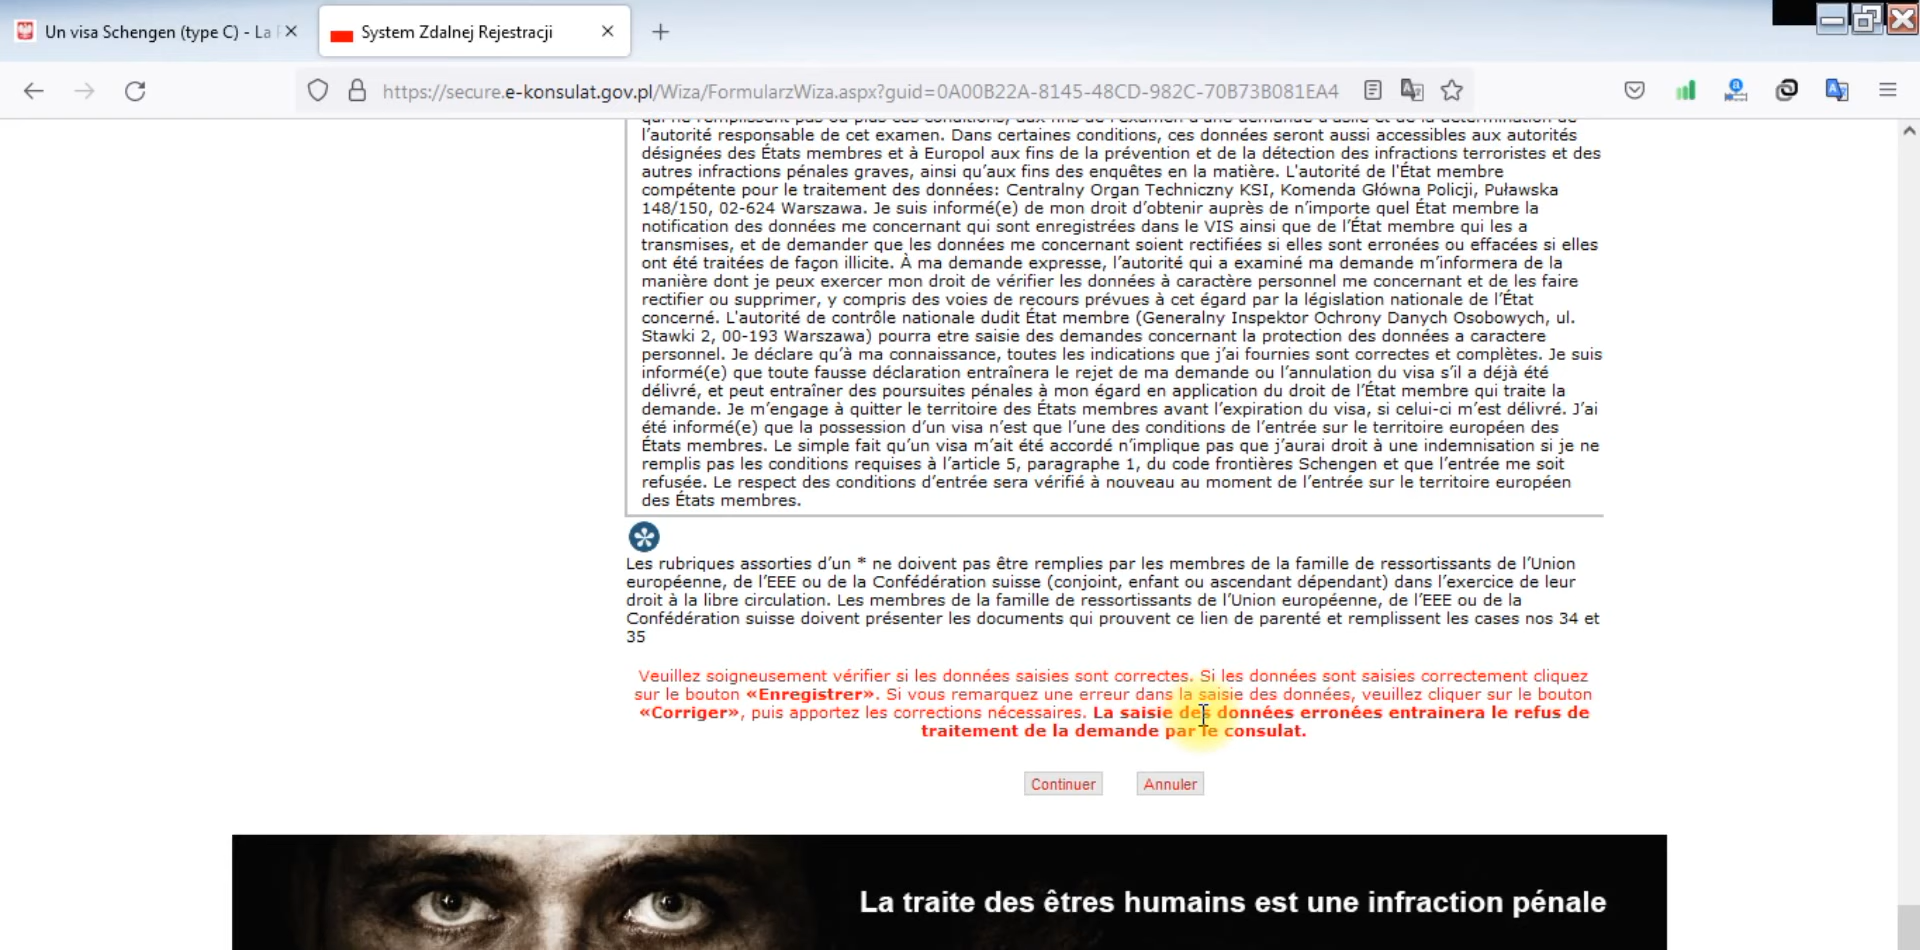 Un visa Schengen (type C) - La
System Zdalnej Rejestracji
https://secure.e-konsulat.gov.pl/Wiza/FormularzWiza.aspx?guid=0A00B22A-8145-48CD-982C-70B73B081EA4
qui ne remplissent pas ou plus ces conditions, aux fins de l'examen d'une demande d'asile et de la détermination de
l'autorité responsable de cet examen. Dans certaines conditions, ces données seront aussi accessibles aux autorités
désignées des États membres et à Europol aux fins de la prévention et de la détection des infractions terroristes et des
autres infractions pénales graves, ainsi qu'aux fins des enquêtes en la matière. L'autorité de l'État membre
compétente pour le traitement des données: Centralny Organ Techniczny KSI, Komenda Główna Policji, Puławska
148/150, 02-624 Warszawa. Je suis informé(e) de mon droit d'obtenir auprès de n'importe quel État membre la
notification des données me concernant qui sont enregistrées dans le VIS ainsi que de l'État membre qui les a
transmises, et de demander que les données me concernant soient rectifiées si elles sont erronées ou effacées si elles
ont été traitées de façon illicite. À ma demande expresse, l'autorité qui a examiné ma demande m'informera de la
manière dont je peux exercer mon droit de vérifier les données à caractère personnel me concernant et de les faire
rectifier ou supprimer, y compris des voies de recours prévues à cet égard par la législation nationale de l'État
concerné. L'autorité de contrôle nationale dudit État membre (Generalny Inspektor Ochrony Danych Osobowych, ul.
Stawki 2, 00-193 Warszawa) pourra etre saisie des demandes concernant la protection des données a caractere
personnel. Je déclare qu'à ma connaissance, toutes les indications que j'ai fournies sont correctes et complètes. Je suis
informé(e) que toute fausse déclaration entraînera le rejet de ma demande ou l'annulation du visa s'il a déjà été
délivré, et peut entraîner des poursuites pénales à mon égard en application du droit de l'État membre qui traite la
demande. Je m'engage à quitter le territoire des États membres avant l'expiration du visa, si celui-ci m'est délivré. J'ai
été informé(e) que la possession d'un visa n'est que l'une des conditions de l'entrée sur le territoire européen des
États membres. Le simple fait qu'un visa m'ait été accordé n'implique pas que j'aurai droit à une indemnisation si je ne
remplis pas les conditions requises à l'article 5, paragraphe 1, du code frontières Schengen et que l'entrée me soit
refusée. Le respect des conditions d'entrée sera vérifié à nouveau au moment de l'entrée sur le territoire européen
des États membres.
Les rubriques assorties d'un * ne doivent pas être remplies par les membres de la famille de ressortissants de l'Union
européenne, de l'EEE ou de la Confédération suisse (conjoint, enfant ou ascendant dépendant) dans l'exercice de leur
droit à la libre circulation. Les membres de la famille de ressortissants de l'Union européenne, de l'EEE ou de la
Confédération suisse doivent présenter les documents qui prouvent ce lien de parenté et remplissent les cases nos 34 et
35
Veuillez soigneusement vérifier si les données saisies sont correctes. Si les données sont saisies correctement cliquez
sur le bouton «Enregistrer». Si vous remarquez une erreur dans la saisie des données, veuillez cliquer sur le bouton
«Corriger», puis apportez les corrections nécessaires. La saisie des données erronées entrainera le refus de
traitement de la demande par le consulat.
Continuer Annuler
La traite des êtres humains est une infraction pénale